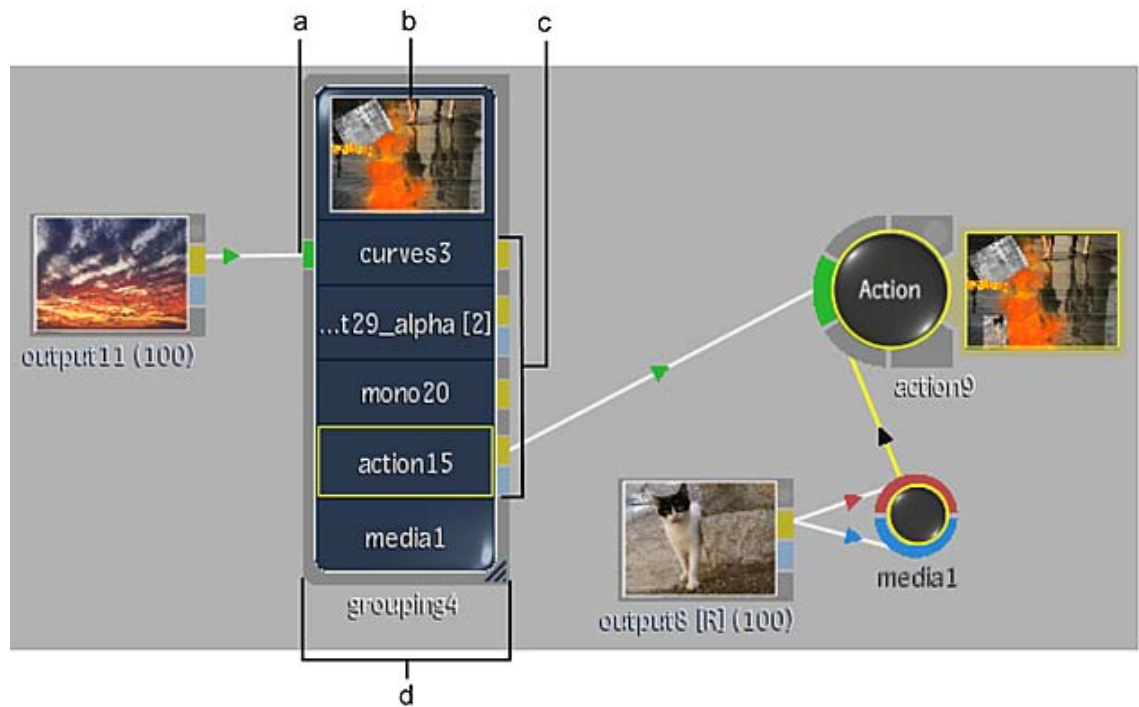 a
b
c
curves3
...t29_alpha [2]
mono20
action15
media1
grouping4
d
output11 (100)
Action
action9
media1
output8 [R] (100)